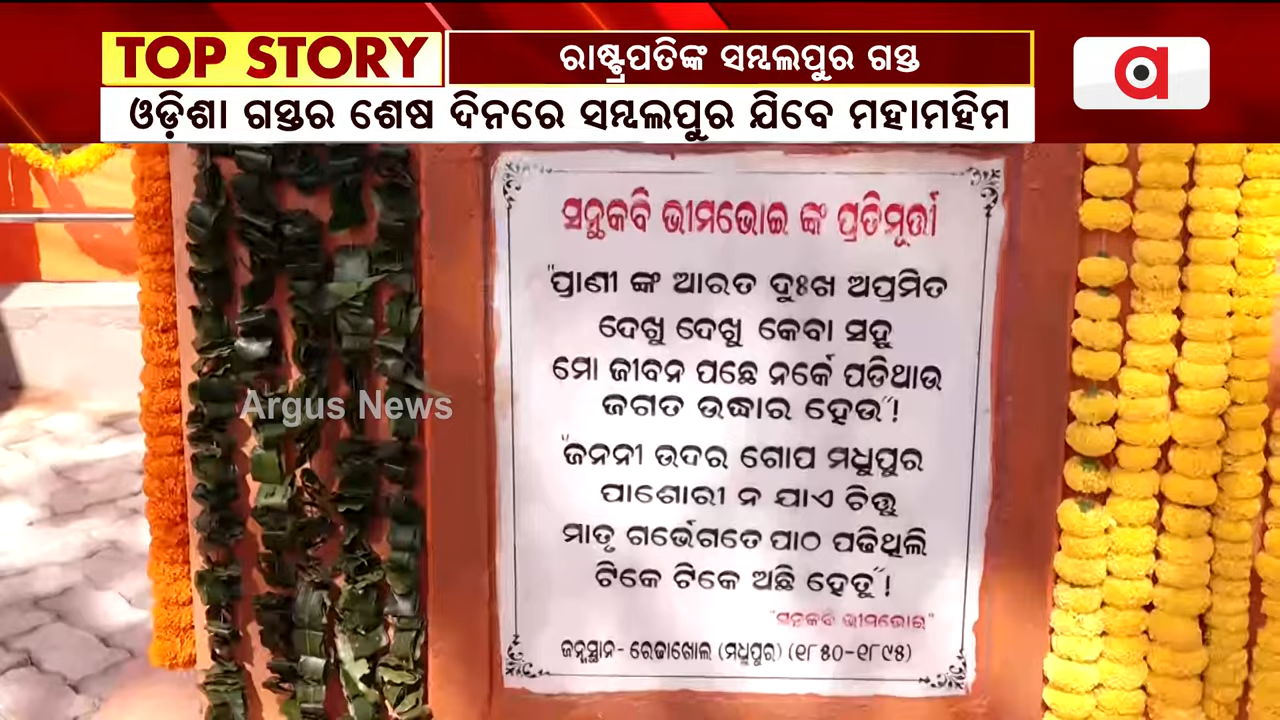 TOP STORY
ରାଷ୍ଟ୍ରପତିଙ୍କ ସମ୍ବଲପୁର ଗସ୍ତ
ଓଡ଼ିଶା ଗସ୍ତର ଶେଷ ଦିନରେ ସମ୍ବଲପୁର ଯିବେ ମହାମହିମ
a
ସନ୍ଥକବି ଭୀମଭୋଇ ଙ୍କ ପ୍ରତିମୂର୍ତ୍ତୀ
"ପ୍ରାଣୀ ଙ୍କ ଆରତ ଦୁଃଖ ଅପ୍ରମିତ
ଦେଖୁ ଦେଖୁ କେବା ସହୁ
ମୋ ଜୀବନ ପଛେ ନର୍କେ ପଡିଥାଉ
ଜଗତ ଉଦ୍ଧାର ହେଉ"!
Argus News
"ଜନନୀ ଉଦର ଗୋପ ମଧୁପୁର
ପାଶୋରୀ ନ ଯାଏ ଚିତ୍ତୁ
ମାତୃ ଗର୍ଭେଗତେ ପାଠ ପଢିଥିଲି
ଟିକେ ଟିକେ ଅଛି ହେତୁ"!
"ସନ୍ତକବି ଭୀମଭୋଇ"
ଜନ୍ମସ୍ଥାନ- ରେଢାଖୋଲ (ମଧୁପୁର) (୧୮୫୦-୧୮୯୫)